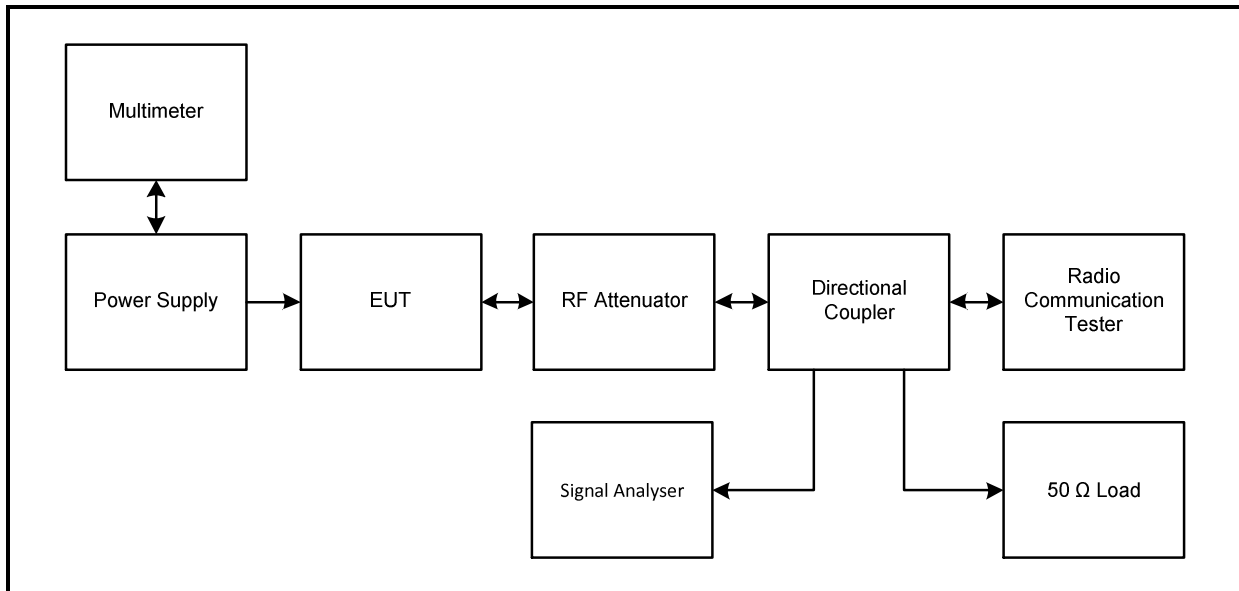 Multimeter
Power Supply
EUT
RF Attenuator
Directional
Coupler
Radio
Communication
Tester
Signal Analyser
50 Ω Load